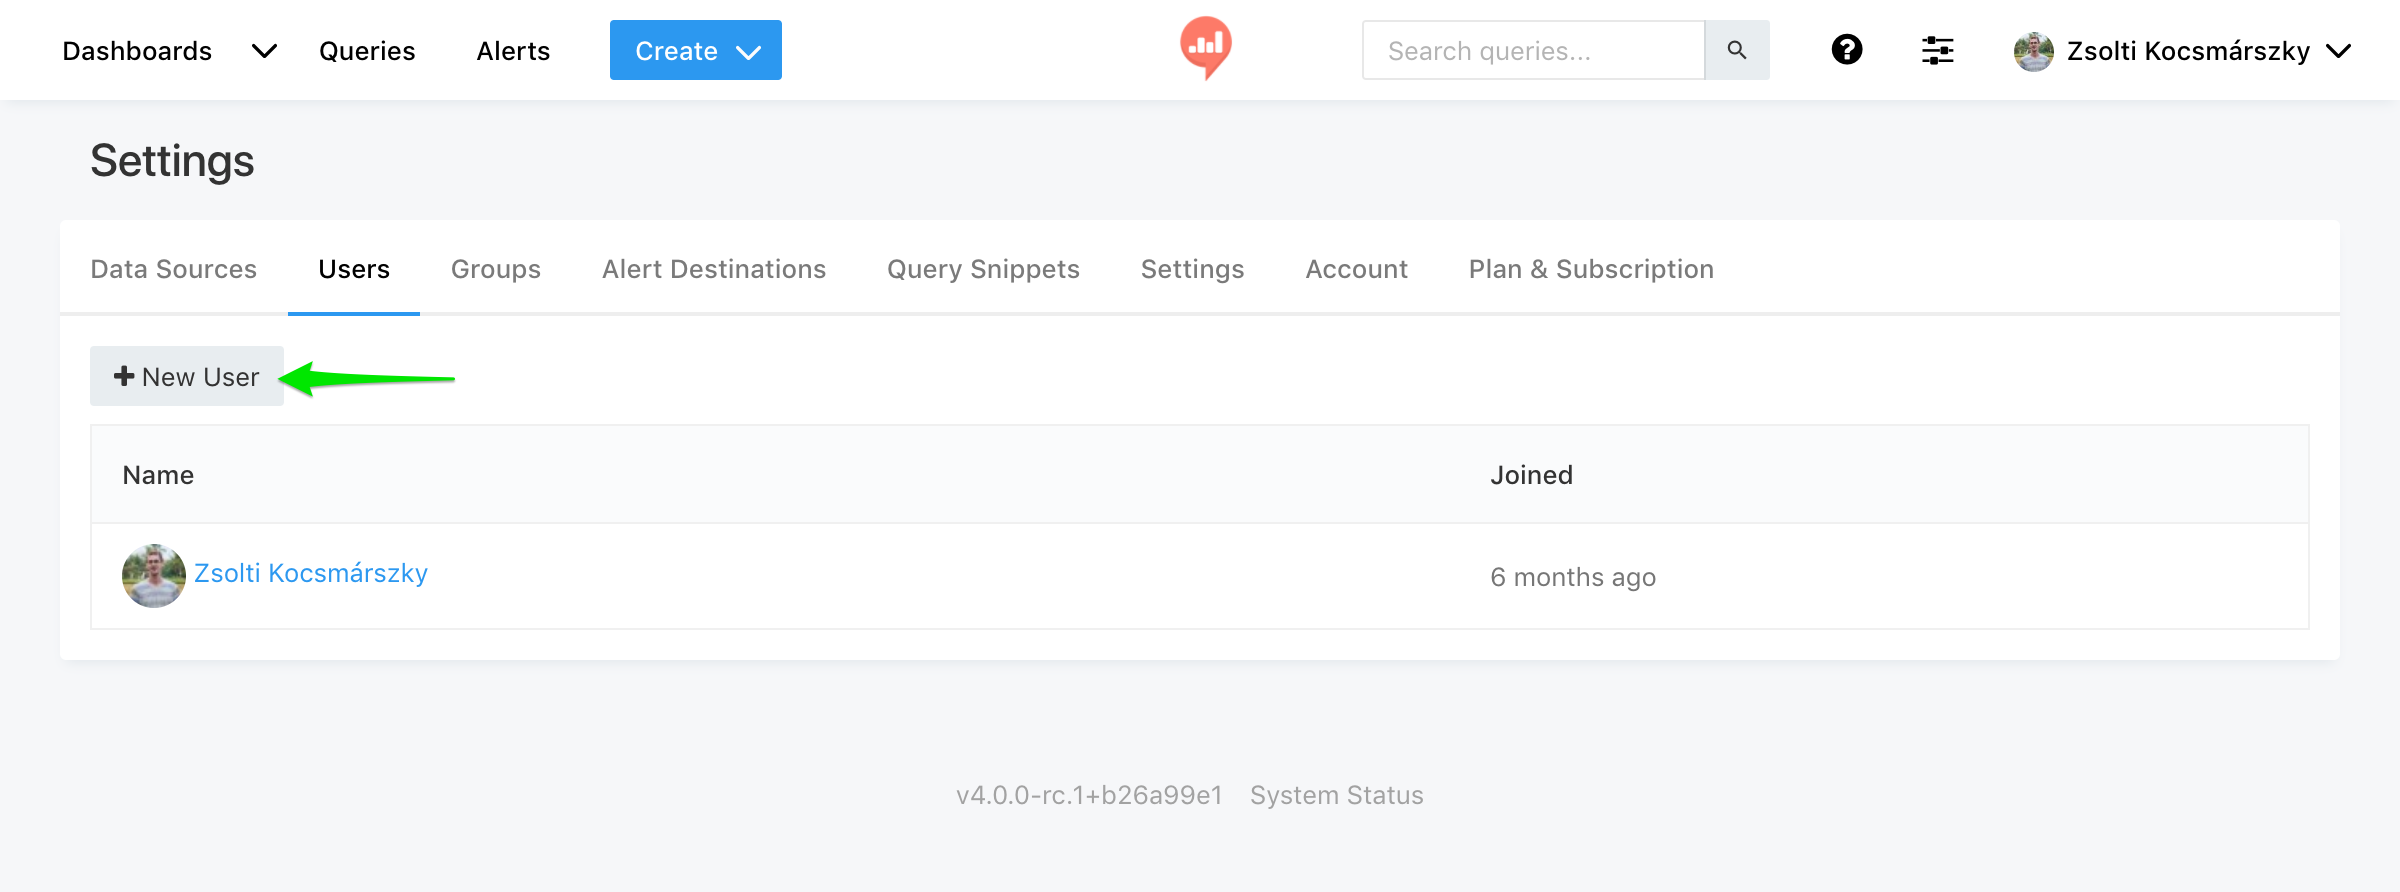 Dashboards Queries Alerts Create Search queries... Zsolti Kocsmárszky
Settings
Data Sources Users Groups Alert Destinations Query Snippets Settings Account Plan & Subscription
New User
Name Joined
Zsolti Kocsmárszky 6 months ago
v4.0.0-rc.1+b26a99e1 System Status